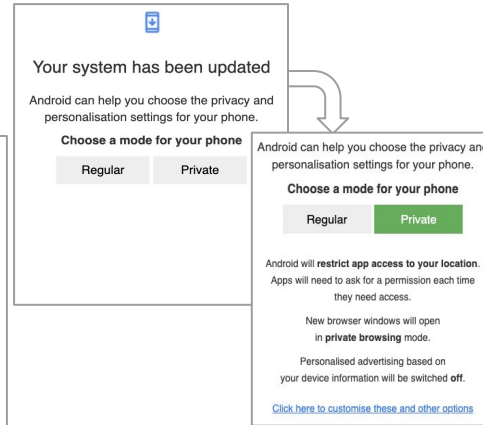 Your system has been updated
Android can help you choose the privacy and
personalisation settings for your phone.
Choose a mode for your phone
Regular Private
Android can help you choose the privacy and
personalisation settings for your phone.
Choose a mode for your phone
Regular Private
Android will restrict app access to your location.
Apps will need to ask for a permission each time
they need access.
New browser windows will open
in private browsing mode.
Personalised advertising based on
your device information will be switched off.
Click here to customise these and other options